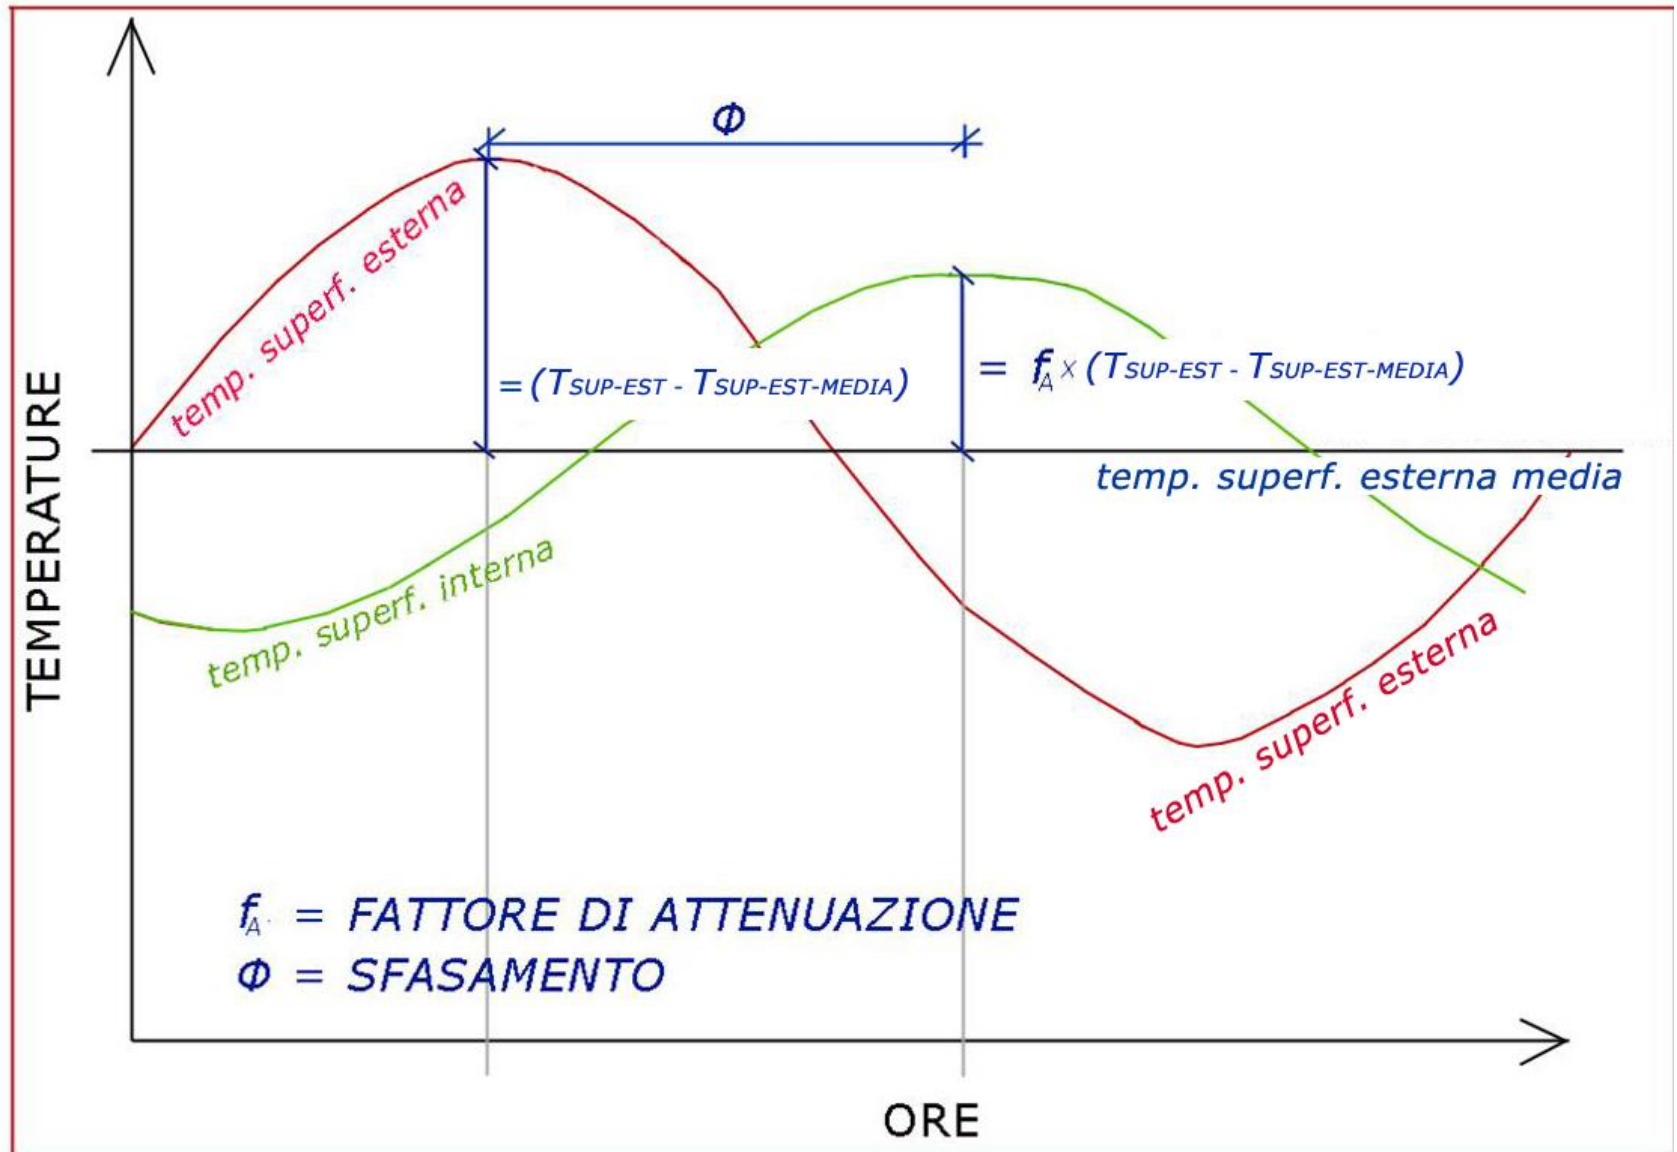 Φ
temp. superf. esterna
= (TSUP-EST - TSUP-EST-MEDIA)
= fA × (TSUP-EST - TSUP-EST-MEDIA)
temp. superf. esterna media
temp. superf. interna
temp. superf. esterna
TEMPERATURE
fA = FATTORE DI ATTENUAZIONE
Φ = SFASAMENTO
ORE